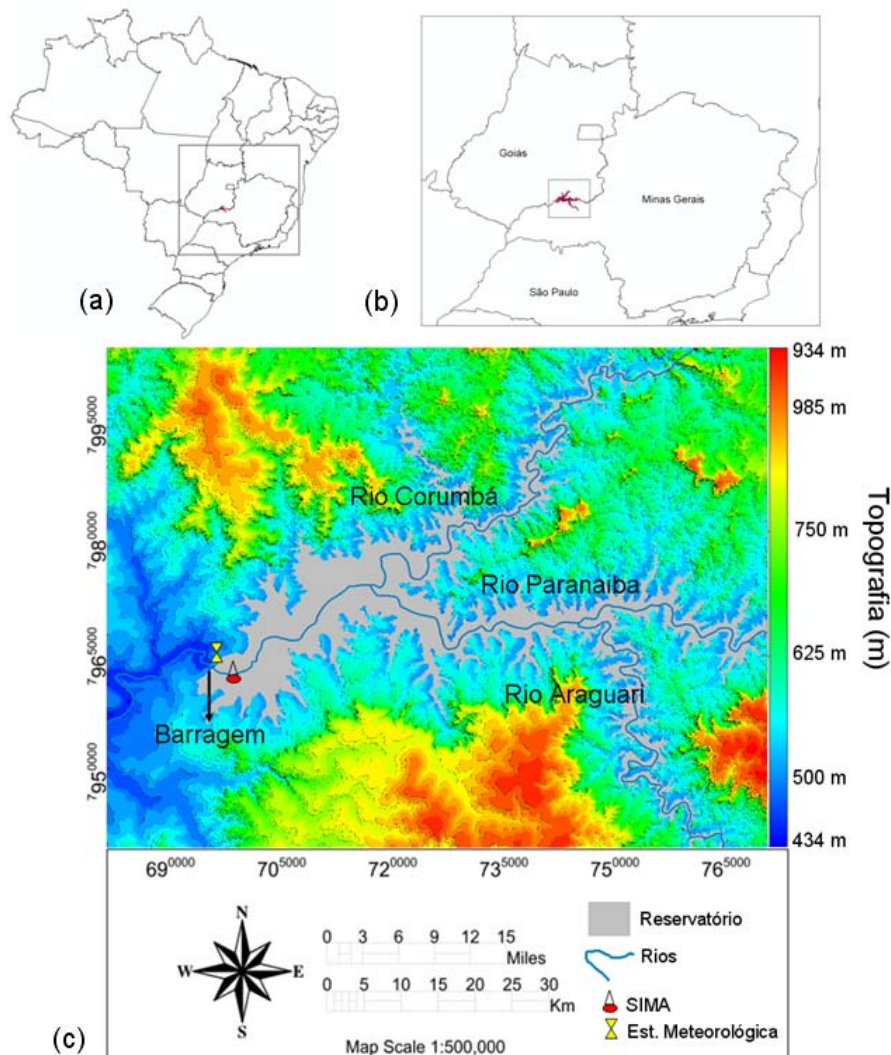 (a)
(b)
Goiás
Minas Gerais
São Paulo
934 m
985 m
750 m
625 m
500 m
434 m
Topografia (m)
799⁵⁰⁰⁰
798⁰⁰⁰⁰
796⁵⁰⁰⁰
795⁰⁰⁰⁰
Rio Corumbá
Rio Paranaiba
Rio Araguari
Barragem
69⁰⁰⁰⁰
70⁵⁰⁰⁰
72⁰⁰⁰⁰
73⁵⁰⁰⁰
75⁰⁰⁰⁰
76⁵⁰⁰⁰
N
W
E
S
0 3 6 9 12 15
Miles
0 5 10 15 20 25 30
Km
Map Scale 1:500,000
Reservatório
Rios
SIMA
Est. Meteorológica
(c)